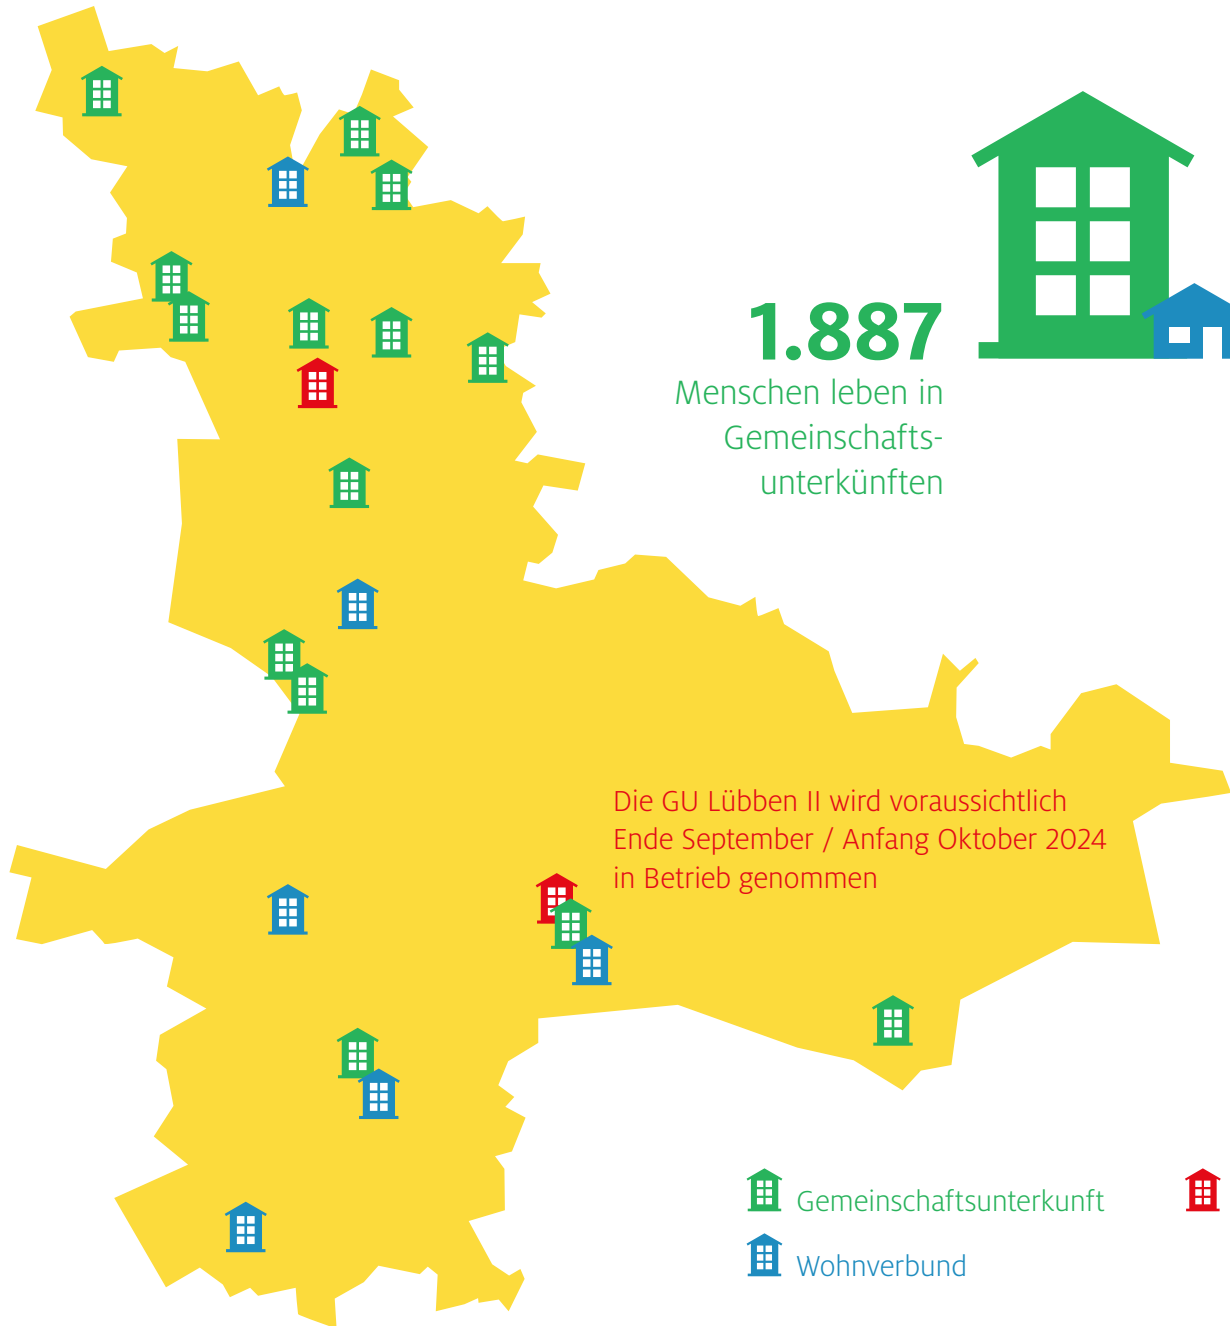 1.887
Menschen leben in
Gemeinschafts-
unterkünften
Die GU Lübben II wird voraussichtlich
Ende September / Anfang Oktober 2024
in Betrieb genommen
Gemeinschaftsunterkunft
Wohnverbund